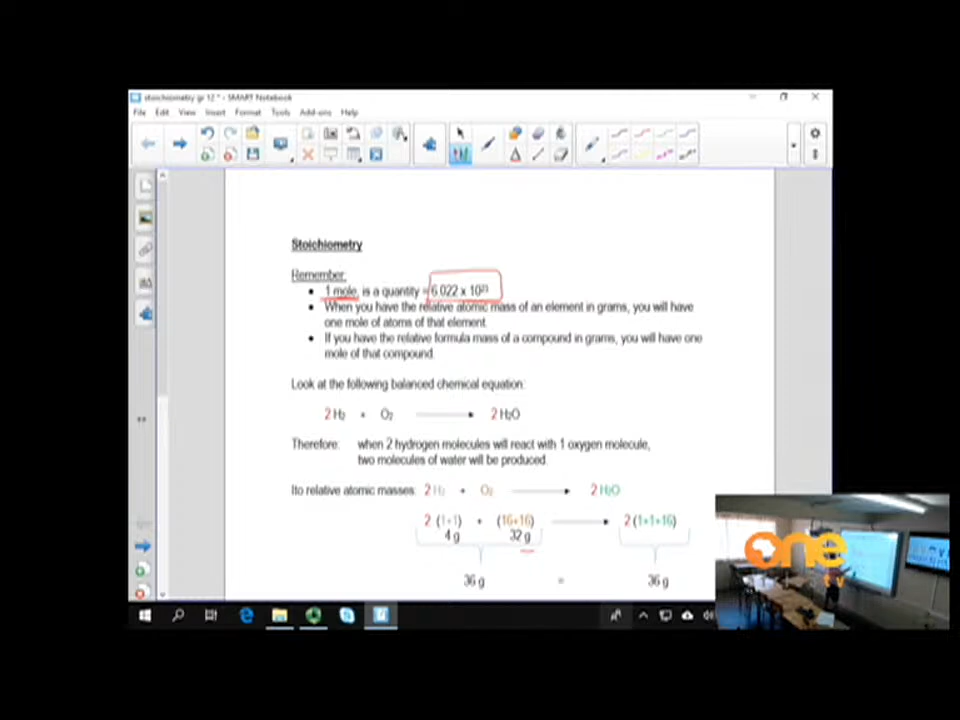 stoichiometry gr 12 * - SMART Notebook
File Edit View Insert Format Tools Add-ons Help
Stoichiometry
Remember:
• 1 mole, is a quantity = 6.022 x 10²³
• When you have the relative atomic mass of an element in grams, you will have
one mole of atoms of that element.
• If you have the relative formula mass of a compound in grams, you will have one
mole of that compound.
Look at the following balanced chemical equation:
2 H₂ + O₂ → 2 H₂O
Therefore: when 2 hydrogen molecules will react with 1 oxygen molecule,
two molecules of water will be produced.
Ito relative atomic masses: 2 H₂ + O₂ → 2 H₂O
2 (1+1) + (16+16) → 2 (1+1+16)
4 g 32 g
36 g = 36 g
one
tv